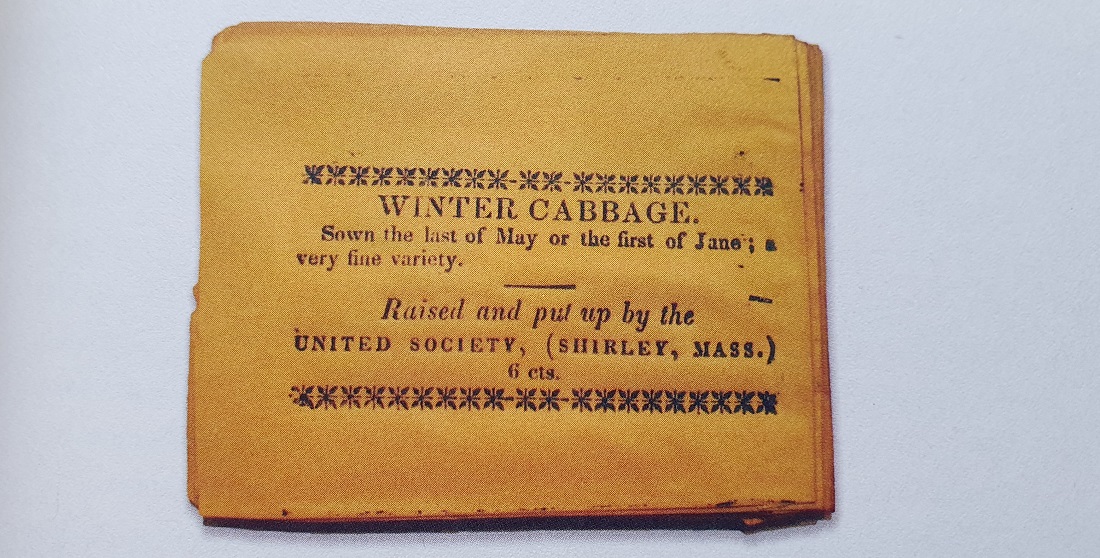 WINTER CABBAGE.
Sown the last of May or the first of June; a
very fine variety.
Raised and put up by the
UNITED SOCIETY, (SHIRLEY, MASS.)
6 cts.